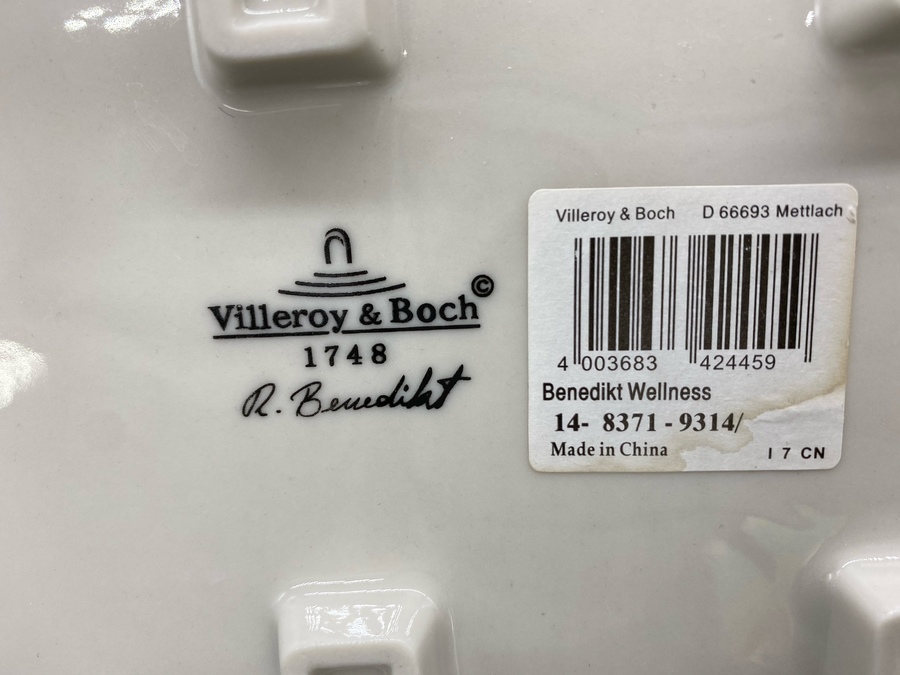 Villeroy & Boch©
1748
R. Benedikt
Villeroy & Boch D 66693 Mettlach
4 003683 424459
Benedikt Wellness
14- 8371 - 9314/
Made in China I 7 CN